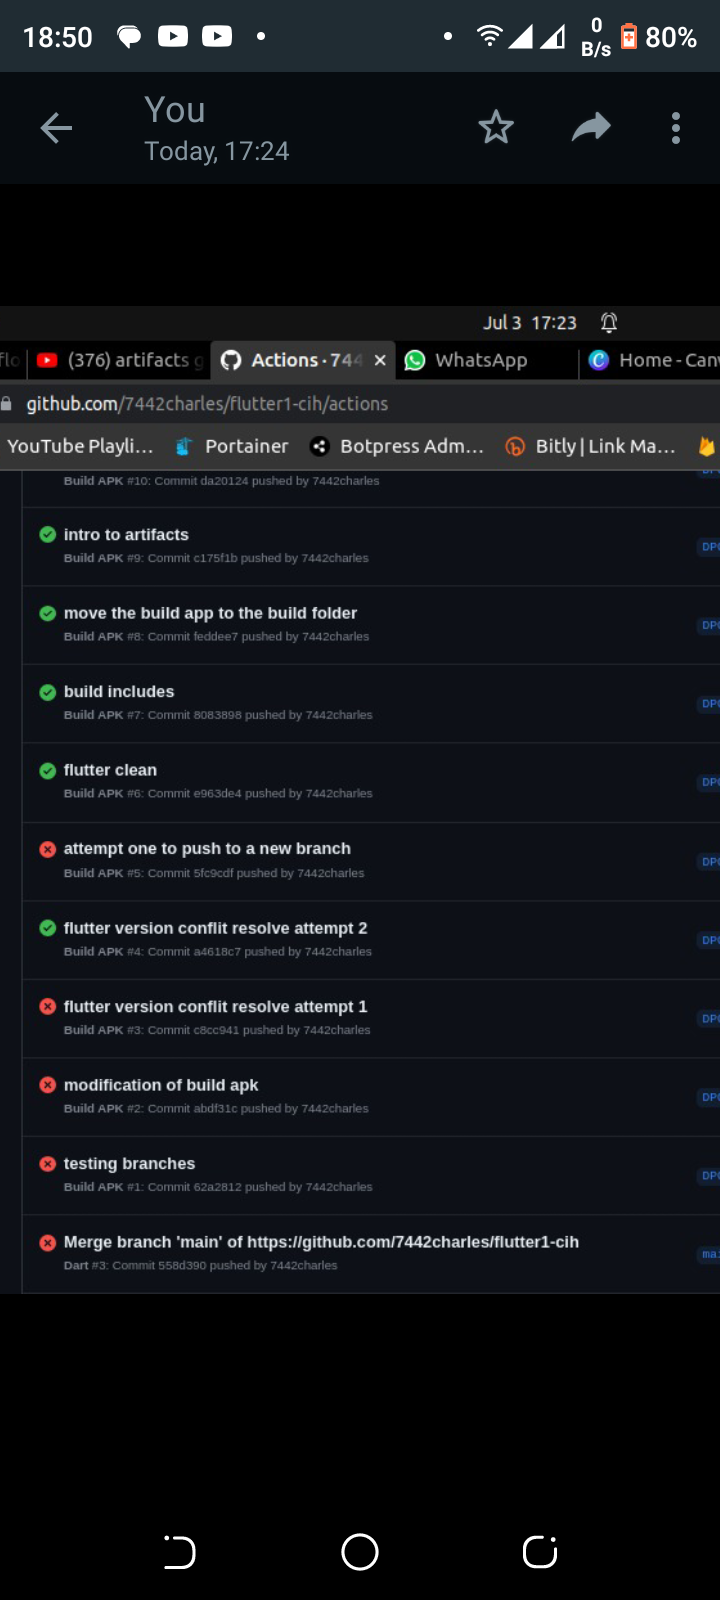 18:50
0
B/s
80%
You
Today, 17:24
Jul 3 17:23
(376) artifacts
Actions · 744
WhatsApp
Home - Can
github.com/7442charles/flutter1-cih/actions
YouTube Playli...
Portainer
Botpress Adm...
Bitly | Link Ma...
Build APK #10: Commit da20124 pushed by 7442charles
intro to artifacts
Build APK #9: Commit c175f1b pushed by 7442charles
DP
move the build app to the build folder
Build APK #8: Commit feddee7 pushed by 7442charles
DP
build includes
Build APK #7: Commit 8083898 pushed by 7442charles
DP
flutter clean
Build APK #6: Commit e963de4 pushed by 7442charles
DP
attempt one to push to a new branch
Build APK #5: Commit 5fc9cdf pushed by 7442charles
DP
flutter version conflit resolve attempt 2
Build APK #4: Commit a4618c7 pushed by 7442charles
DP
flutter version conflit resolve attempt 1
Build APK #3: Commit c8cc941 pushed by 7442charles
DP
modification of build apk
Build APK #2: Commit abdf31c pushed by 7442charles
DP
testing branches
Build APK #1: Commit 62a2812 pushed by 7442charles
DP
Merge branch 'main' of https://github.com/7442charles/flutter1-cih
Dart #3: Commit 558d390 pushed by 7442charles
ma